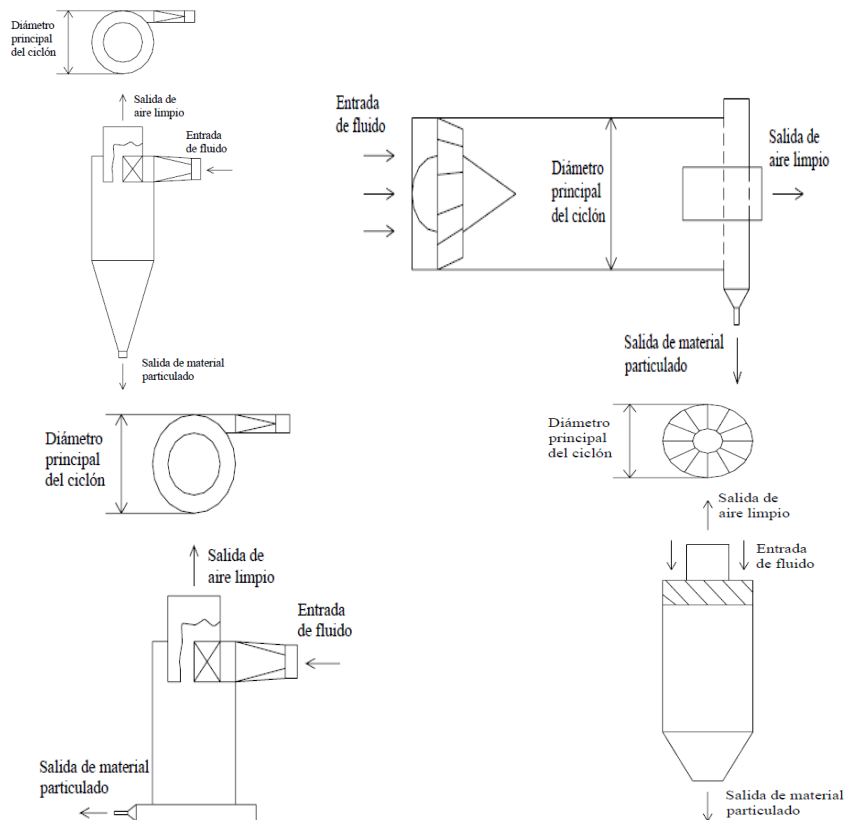 Diámetro
principal
del ciclón
Salida de
aire limpio
Entrada
de fluido
Salida de material
particulado
Entrada
de fluido
Diámetro
principal
del ciclón
Salida de
aire limpio
Salida de material
particulado
Diámetro
principal
del ciclón
Salida de
aire limpio
Entrada
de fluido
Salida de material
particulado
Diámetro
principal
del ciclón
Salida de
aire limpio
Entrada
de fluido
Salida de material
particulado